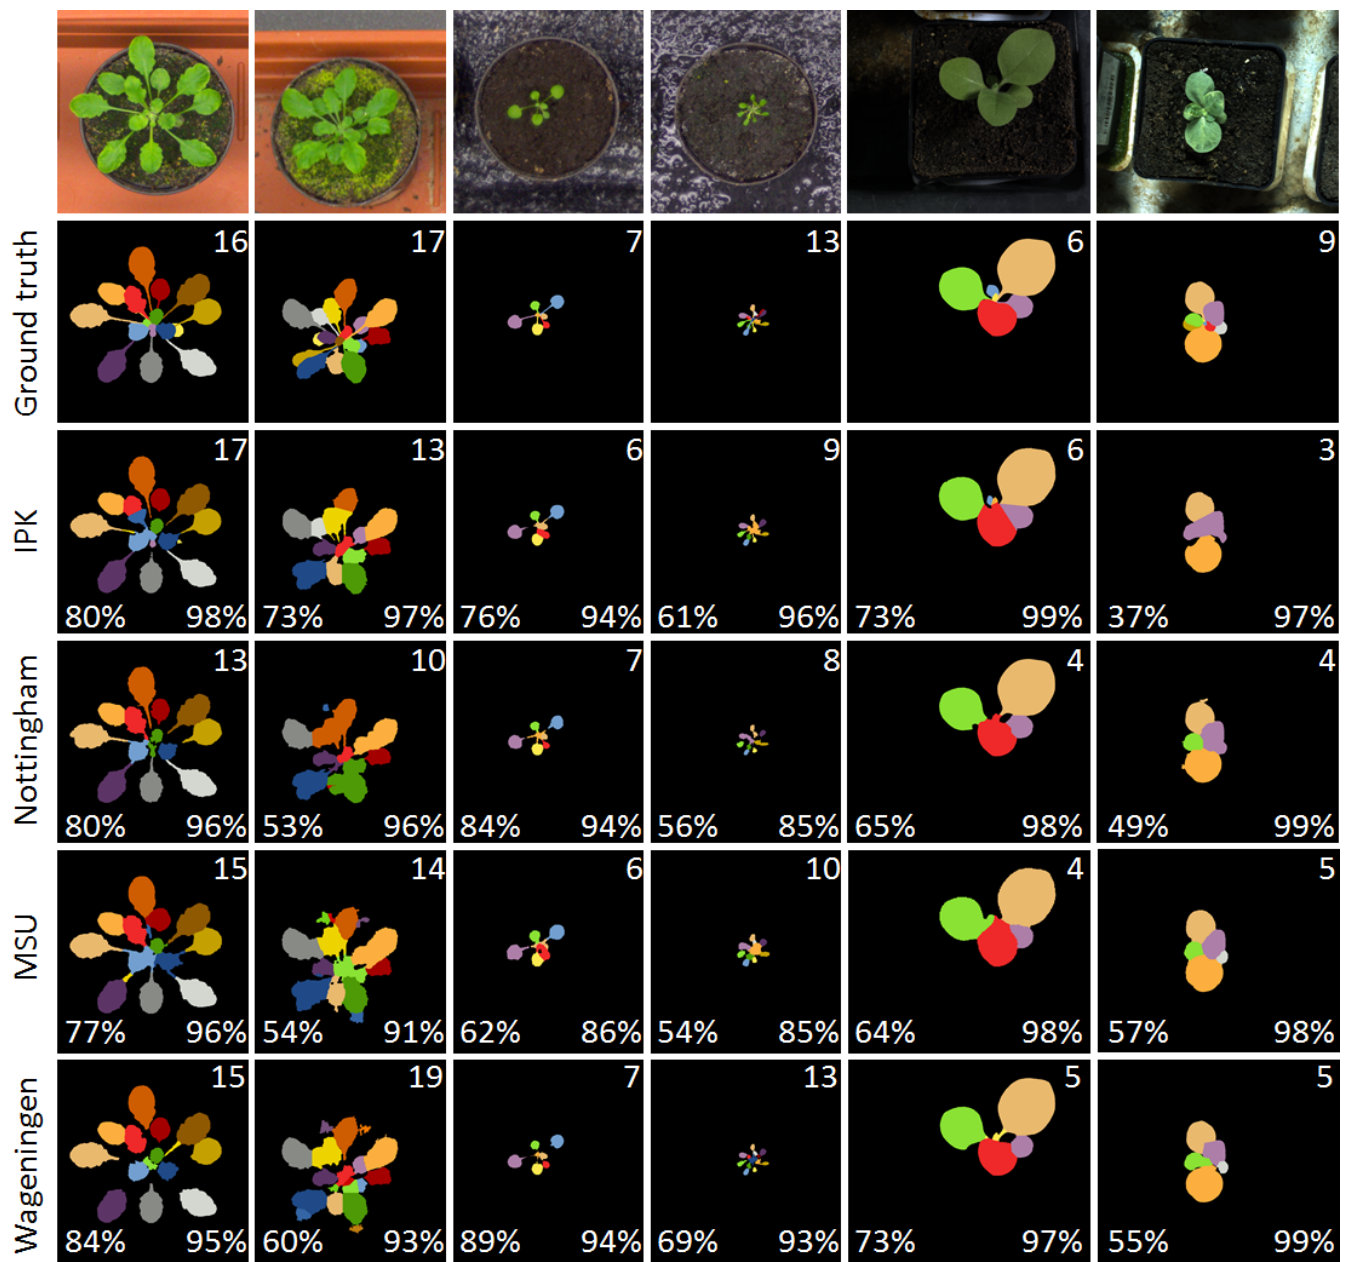 Ground truth
16 17 7 13 6 9
IPK
17 13 6 9 6 3
80% 98% 73% 97% 76% 94% 61% 96% 73% 99% 37% 97%
Nottingham
13 10 7 8 4 4
80% 96% 53% 96% 84% 94% 56% 85% 65% 98% 49% 99%
MSU
15 14 6 10 4 5
77% 96% 54% 91% 62% 86% 54% 85% 64% 98% 57% 98%
Wageningen
15 19 7 13 5 5
84% 95% 60% 93% 89% 94% 69% 93% 73% 97% 55% 99%